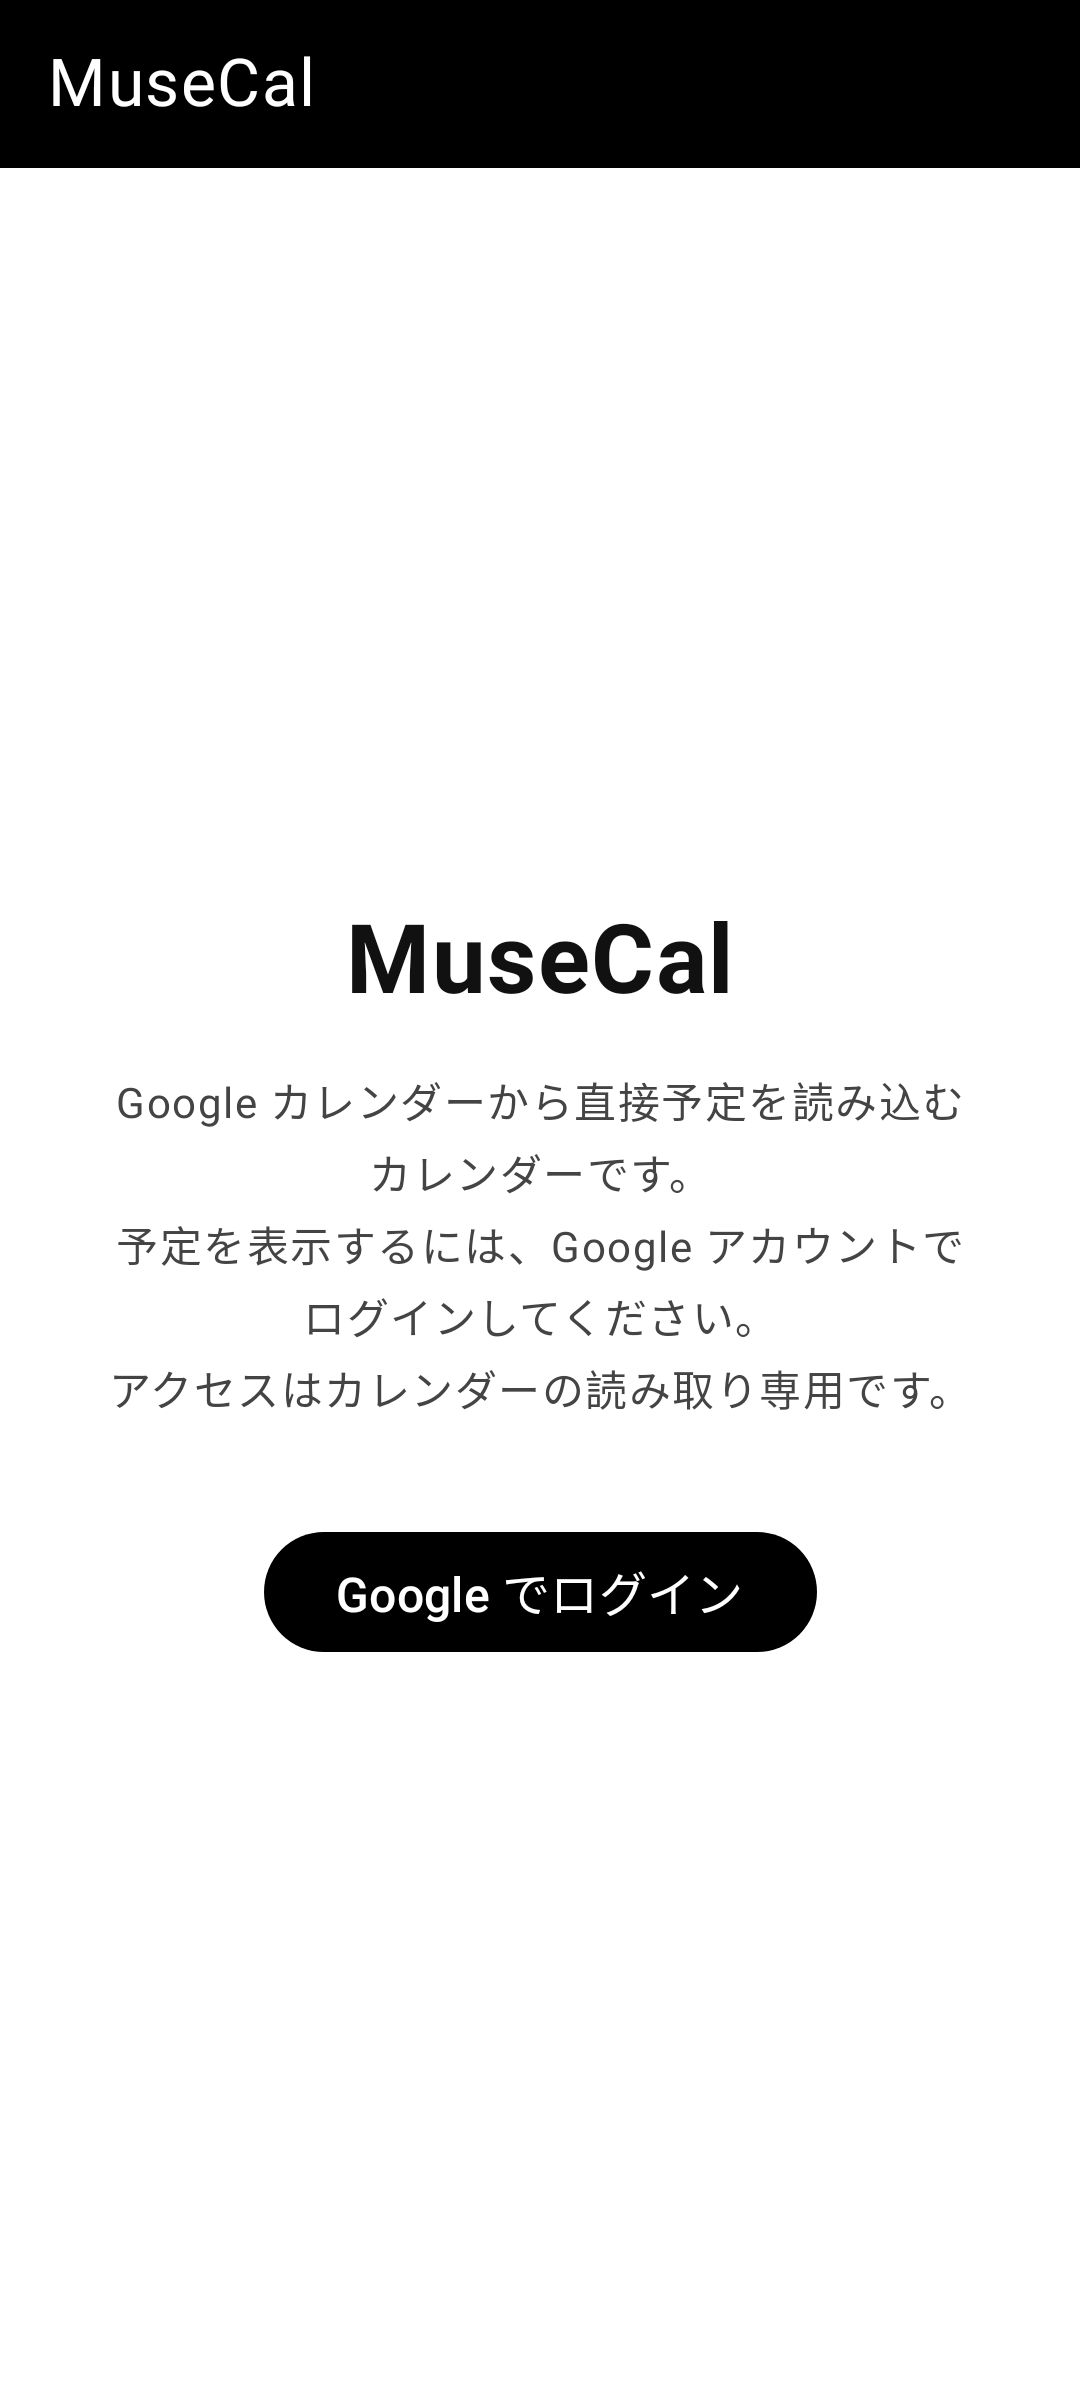 MuseCal
MuseCal
Google カレンダーから直接予定を読み込む
カレンダーです。
予定を表示するには、Google アカウントで
ログインしてください。
アクセスはカレンダーの読み取り専用です。
Google でログイン